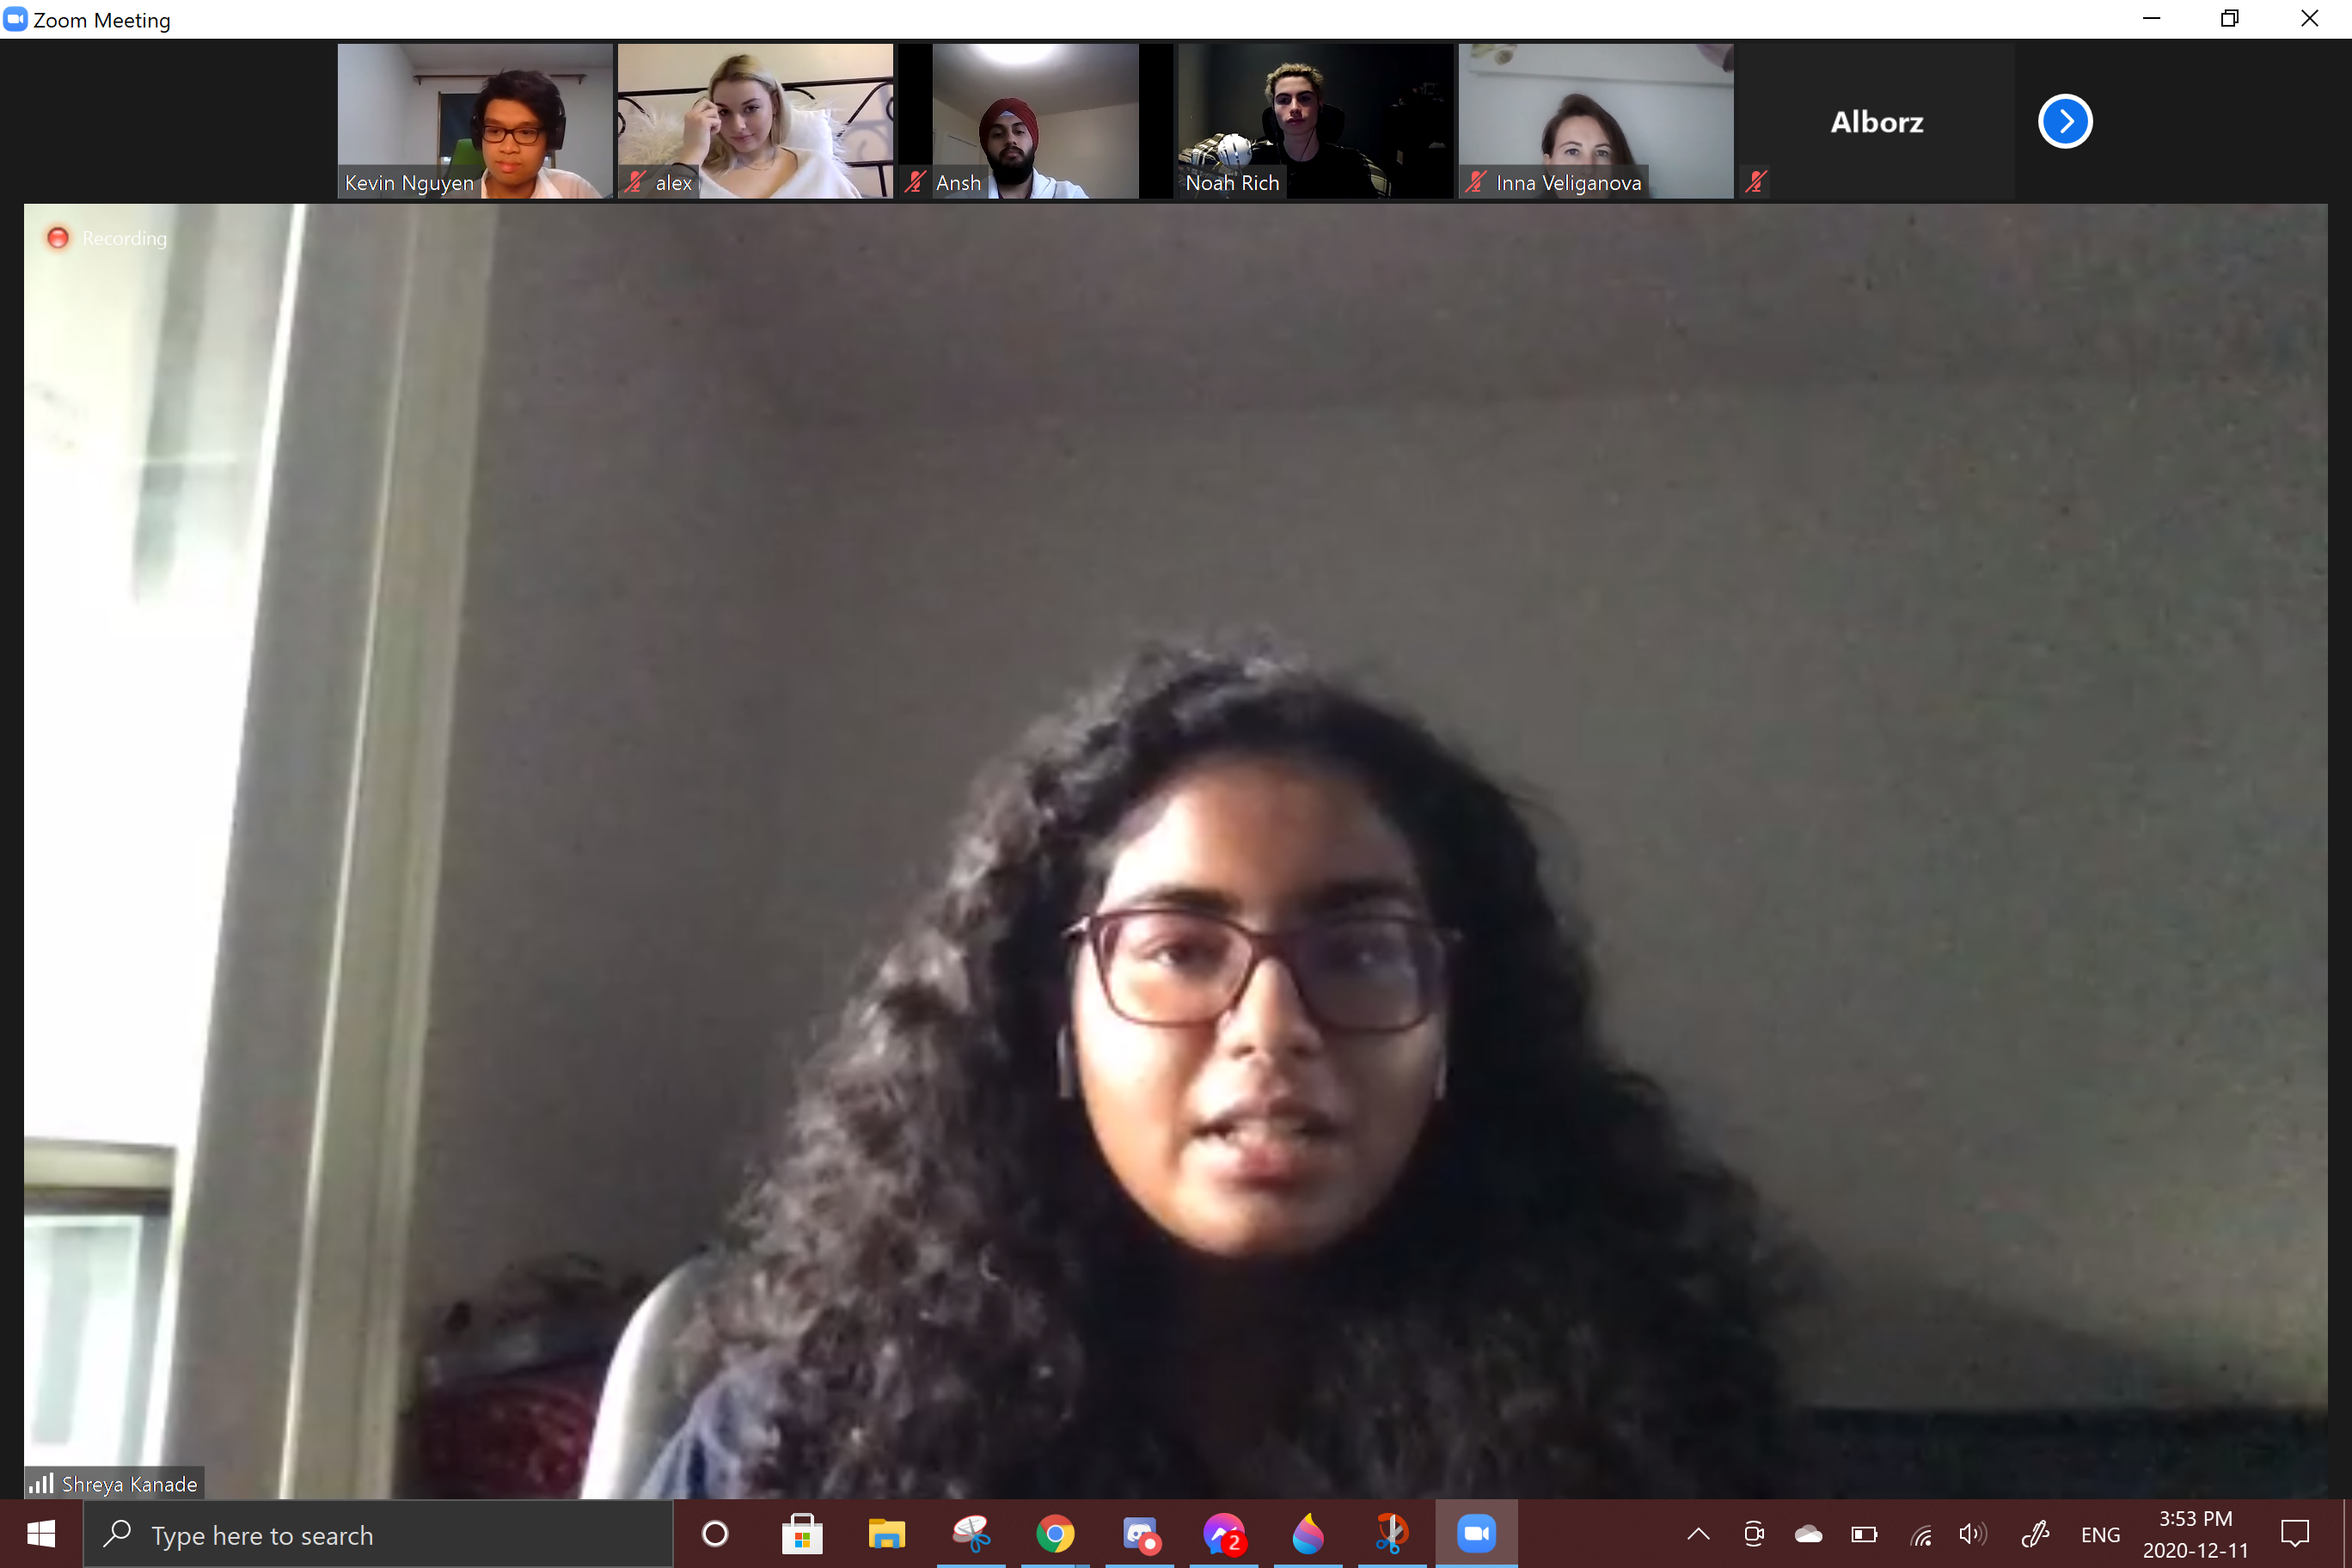 Zoom Meeting
Kevin Nguyen
alex
Ansh
Noah Rich
Inna Veliganova
Alborz
Recording
Shreya Kanade
Type here to search
2
ENG
3:53 PM
2020-12-11